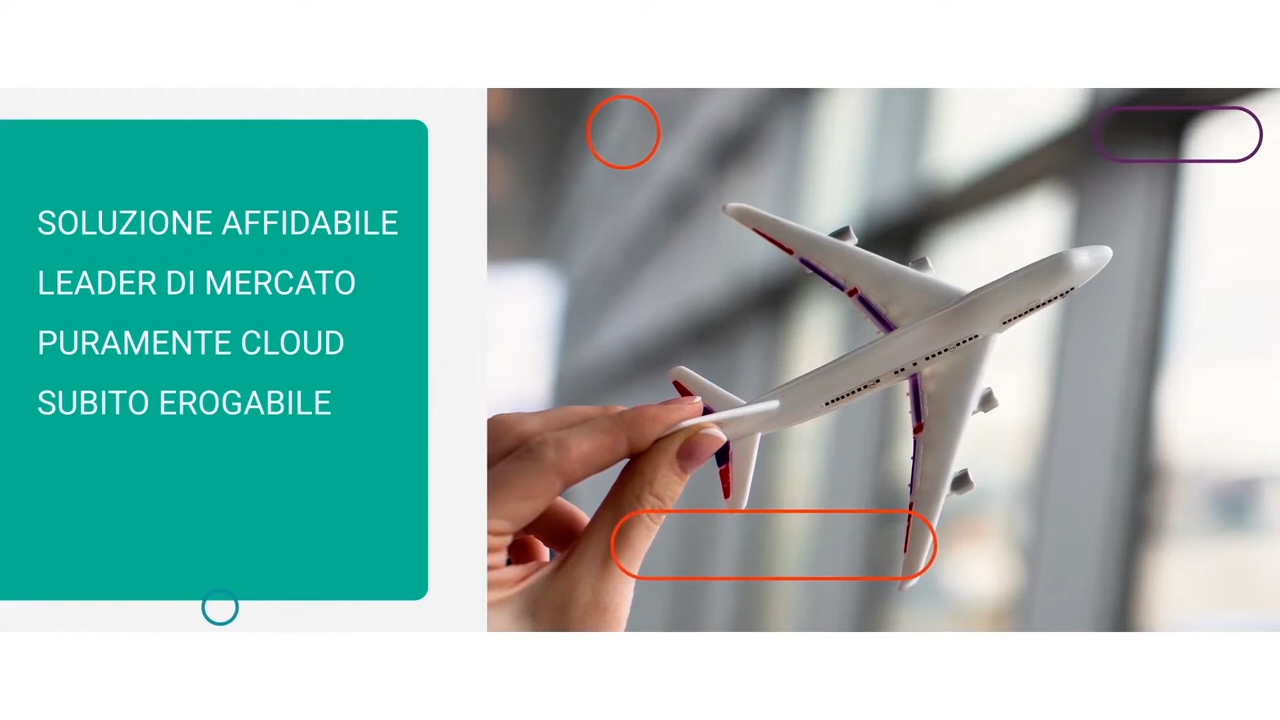 SOLUZIONE AFFIDABILE
LEADER DI MERCATO
PURAMENTE CLOUD
SUBITO EROGABILE